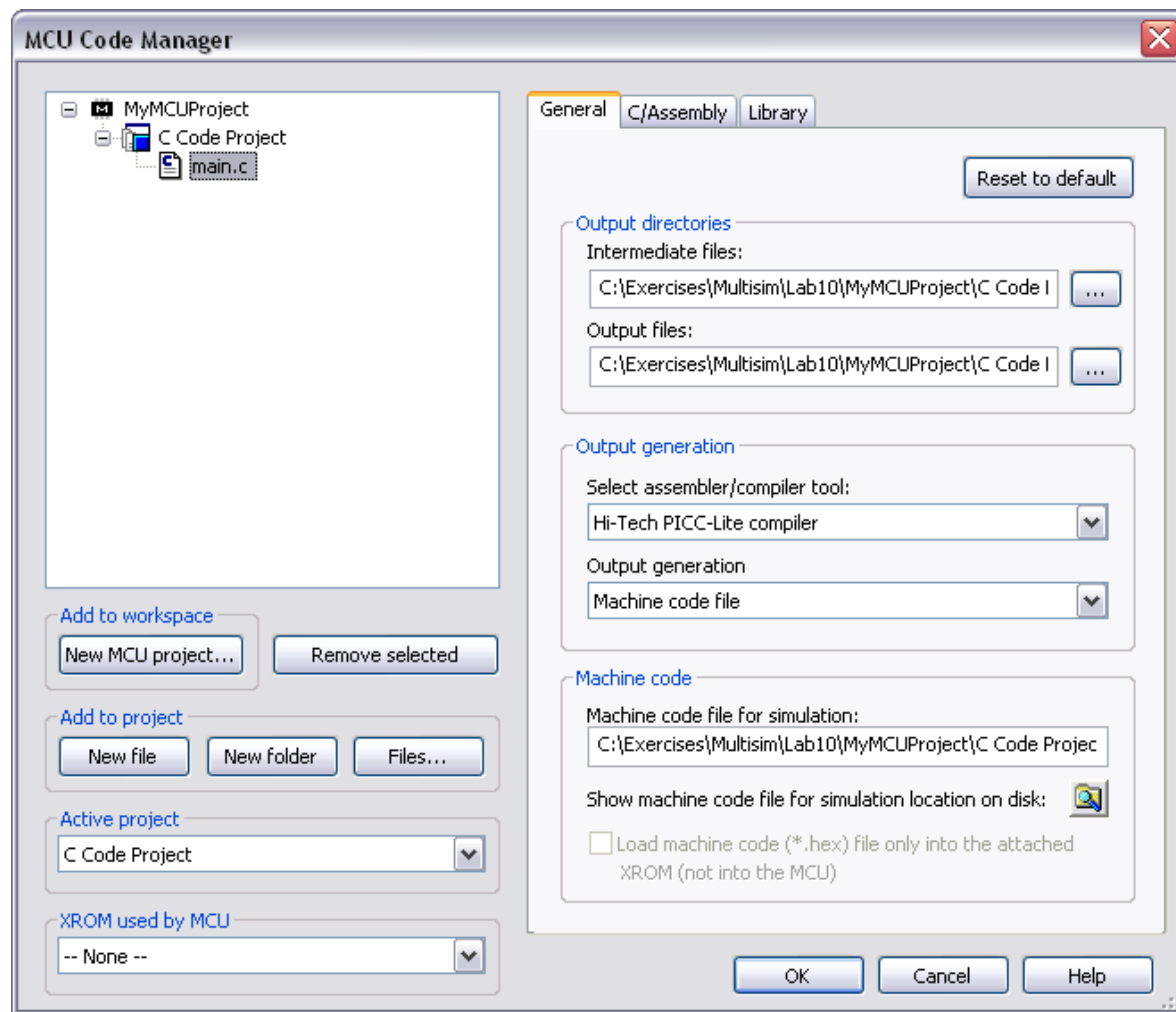 MCU Code Manager
MyMCUProject
C Code Project
main.c
Add to workspace
New MCU project...
Remove selected
Add to project
New file
New folder
Files...
Active project
C Code Project
XROM used by MCU
-- None --
General
C/Assembly
Library
Reset to default
Output directories
Intermediate files:
C:\Exercises\Multisim\Lab10\MyMCUProject\C Code I
...
Output files:
C:\Exercises\Multisim\Lab10\MyMCUProject\C Code I
...
Output generation
Select assembler/compiler tool:
Hi-Tech PICC-Lite compiler
Output generation
Machine code file
Machine code
Machine code file for simulation:
C:\Exercises\Multisim\Lab10\MyMCUProject\C Code Projec
Show machine code file for simulation location on disk:
Load machine code (*.hex) file only into the attached
XROM (not into the MCU)
OK
Cancel
Help